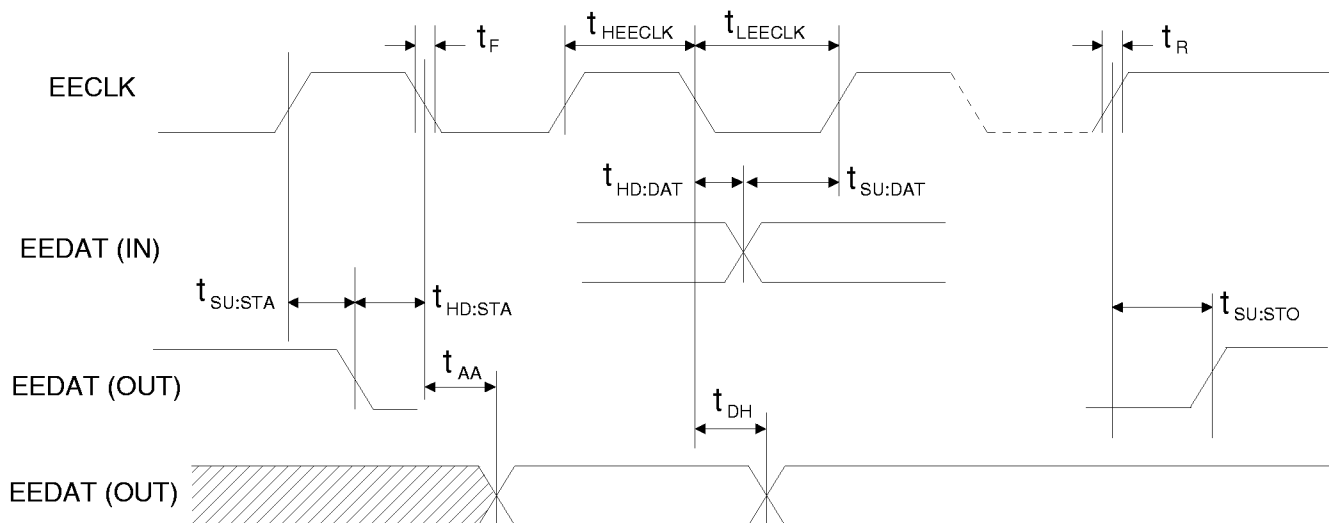 tF
tHEECLK
tLEECLK
tR
EECLK
tHD:DAT
tSU:DAT
EEDAT (IN)
tSU:STA
tHD:STA
tSU:STO
EEDAT (OUT)
tAA
tDH
EEDAT (OUT)